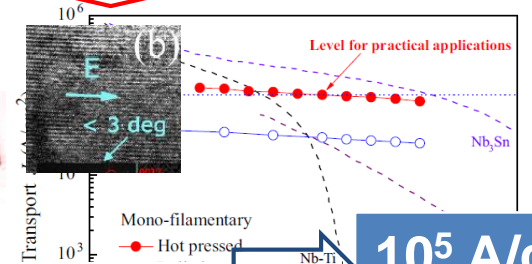 10⁶
(b)
Level for practical applications
E
< 3 deg
Nb₃Sn
Transport
Mono-filamentary
Hot pressed
Nb-Ti
10³
10⁵ A/c